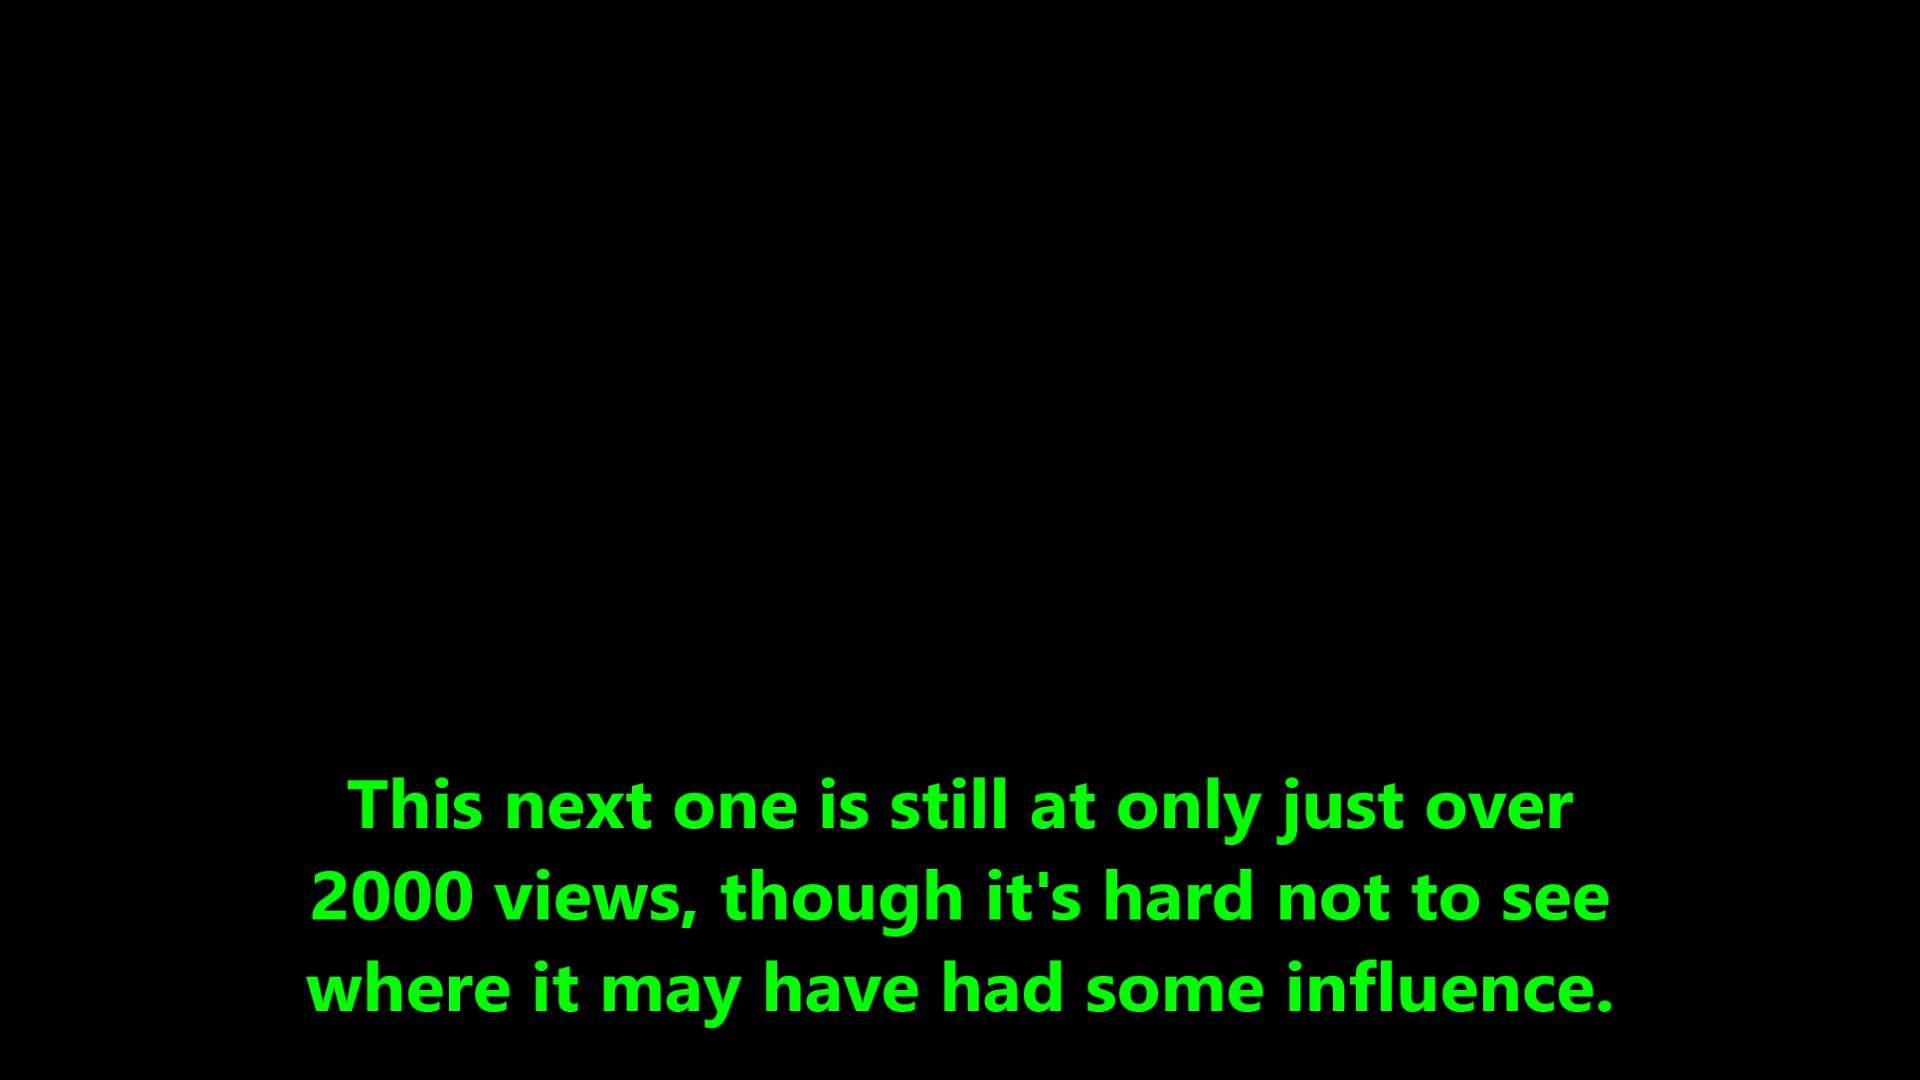 This next one is still at only just over
2000 views, though it's hard not to see
where it may have had some influence.